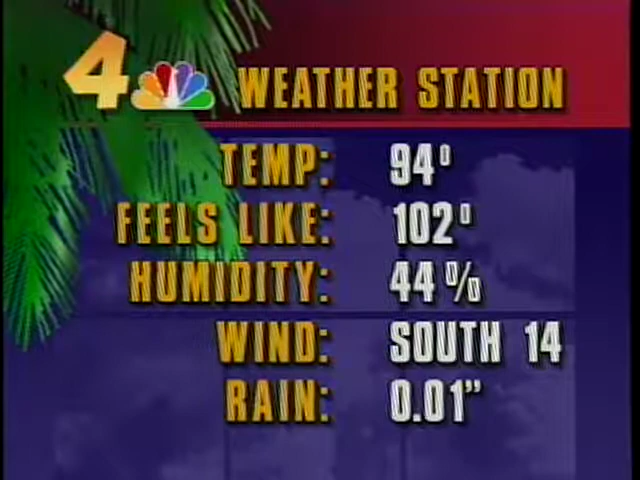 4 WEATHER STATION
TEMP: 94°
FEELS LIKE: 102°
HUMIDITY: 44%
WIND: SOUTH 14
RAIN: 0.01"